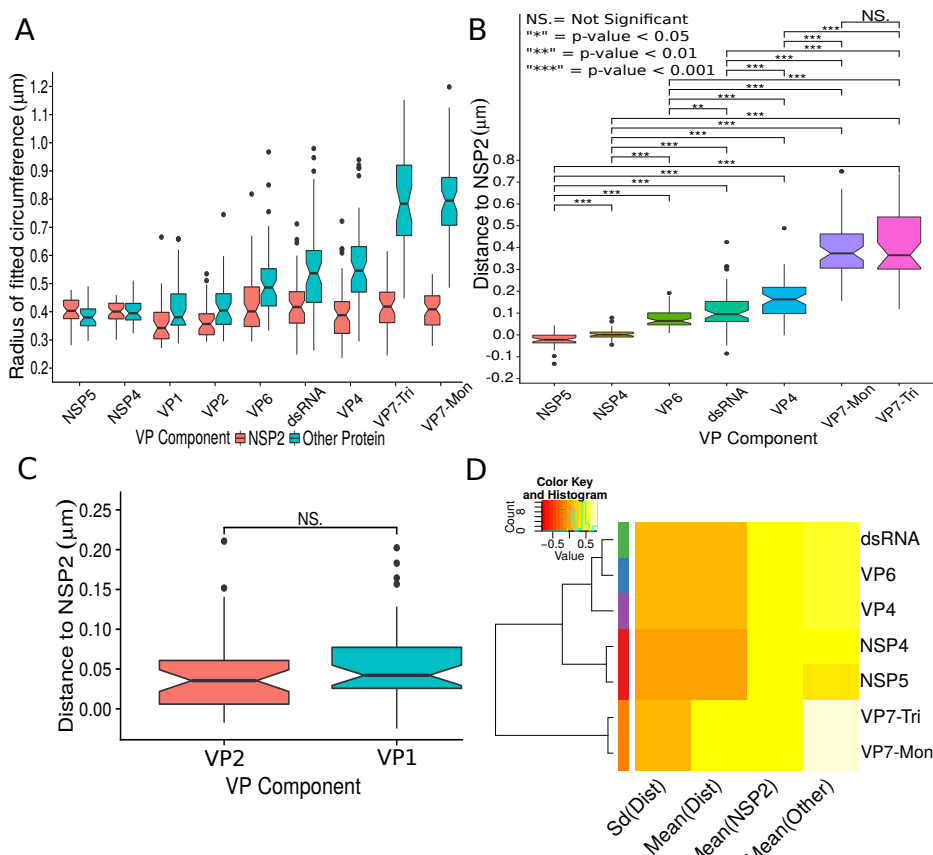 A
Radius of fitted circumference (μm)
1.2
1.1
1.0
0.9
0.8
0.7
0.6
0.5
0.4
0.3
0.2
NSP5
NSP4
VP1
VP2
VP6
dsRNA
VP4
VP7-Tri
VP7-Mon
VP Component NSP2 Other Protein
B
NS.= Not Significant
"*" = p-value < 0.05
"**" = p-value < 0.01
"***" = p-value < 0.001
NS.
***
***
***
***
***
***
***
***
**
***
***
***
***
***
***
***
***
***
***
Distance to NSP2 (μm)
0.8
0.7
0.6
0.5
0.4
0.3
0.2
0.1
0.0
-0.1
-0.2
NSP5
NSP4
VP6
dsRNA
VP4
VP7-Mon
VP7-Tri
VP Component
C
Distance to NSP2 (μm)
0.25
0.20
0.15
0.10
0.05
0.00
NS.
VP2
VP1
VP Component
D
Color Key
and Histogram
Count
0 8
−0.5 0.5
Value
dsRNA
VP6
VP4
NSP4
NSP5
VP7-Tri
VP7-Mon
Sd(Dist)
Mean(Dist)
Mean(NSP2)
Mean(Other)